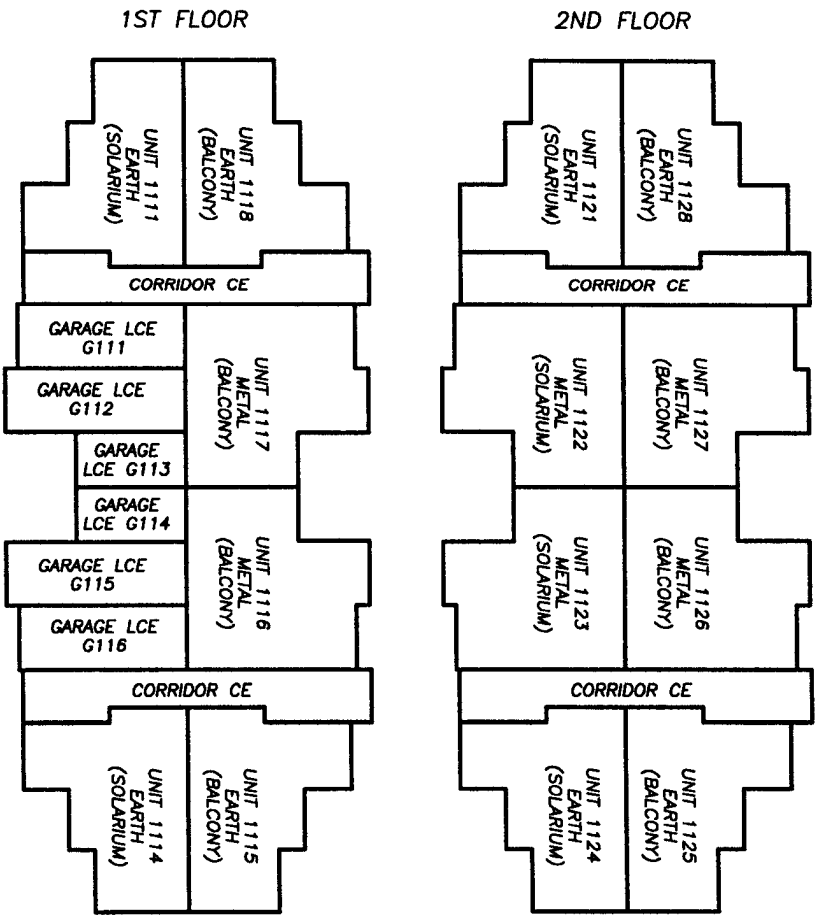 1ST FLOOR
UNIT 1111
EARTH
(SOLARIUM)
UNIT 1118
EARTH
(BALCONY)
CORRIDOR CE
GARAGE LCE
G111
GARAGE LCE
G112
GARAGE
LCE G113
GARAGE
LCE G114
GARAGE LCE
G115
GARAGE LCE
G116
UNIT 1117
METAL
(BALCONY)
UNIT 1116
METAL
(BALCONY)
CORRIDOR CE
UNIT 1114
EARTH
(SOLARIUM)
UNIT 1115
EARTH
(BALCONY)
2ND FLOOR
UNIT 1121
EARTH
(SOLARIUM)
UNIT 1128
EARTH
(BALCONY)
CORRIDOR CE
UNIT 1122
METAL
(SOLARIUM)
UNIT 1127
METAL
(BALCONY)
UNIT 1123
METAL
(SOLARIUM)
UNIT 1126
METAL
(BALCONY)
CORRIDOR CE
UNIT 1124
EARTH
(SOLARIUM)
UNIT 1125
EARTH
(BALCONY)